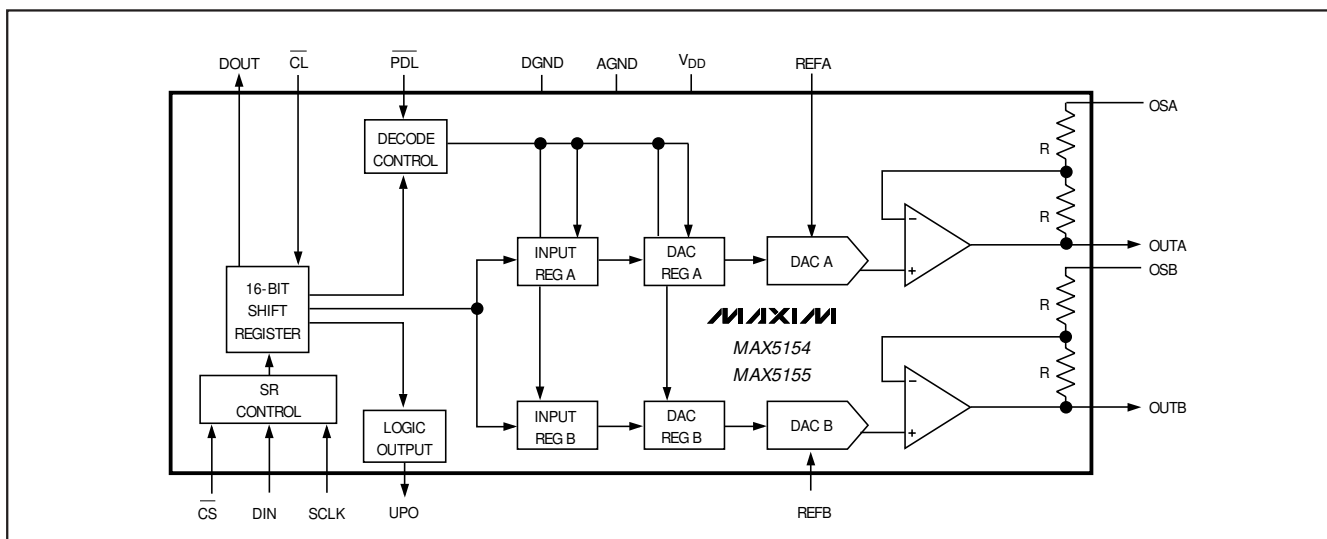 DOUT
CL
PDL
DGND
AGND
VDD
REFA
OSA
DECODE
CONTROL
R
R
INPUT
REG A
DAC
REG A
DAC A
OUTA
OSB
16-BIT
SHIFT
REGISTER
MAXIM
MAX5154
MAX5155
R
R
SR
CONTROL
LOGIC
OUTPUT
INPUT
REG B
DAC
REG B
DAC B
OUTB
CS
DIN
SCLK
UPO
REFB